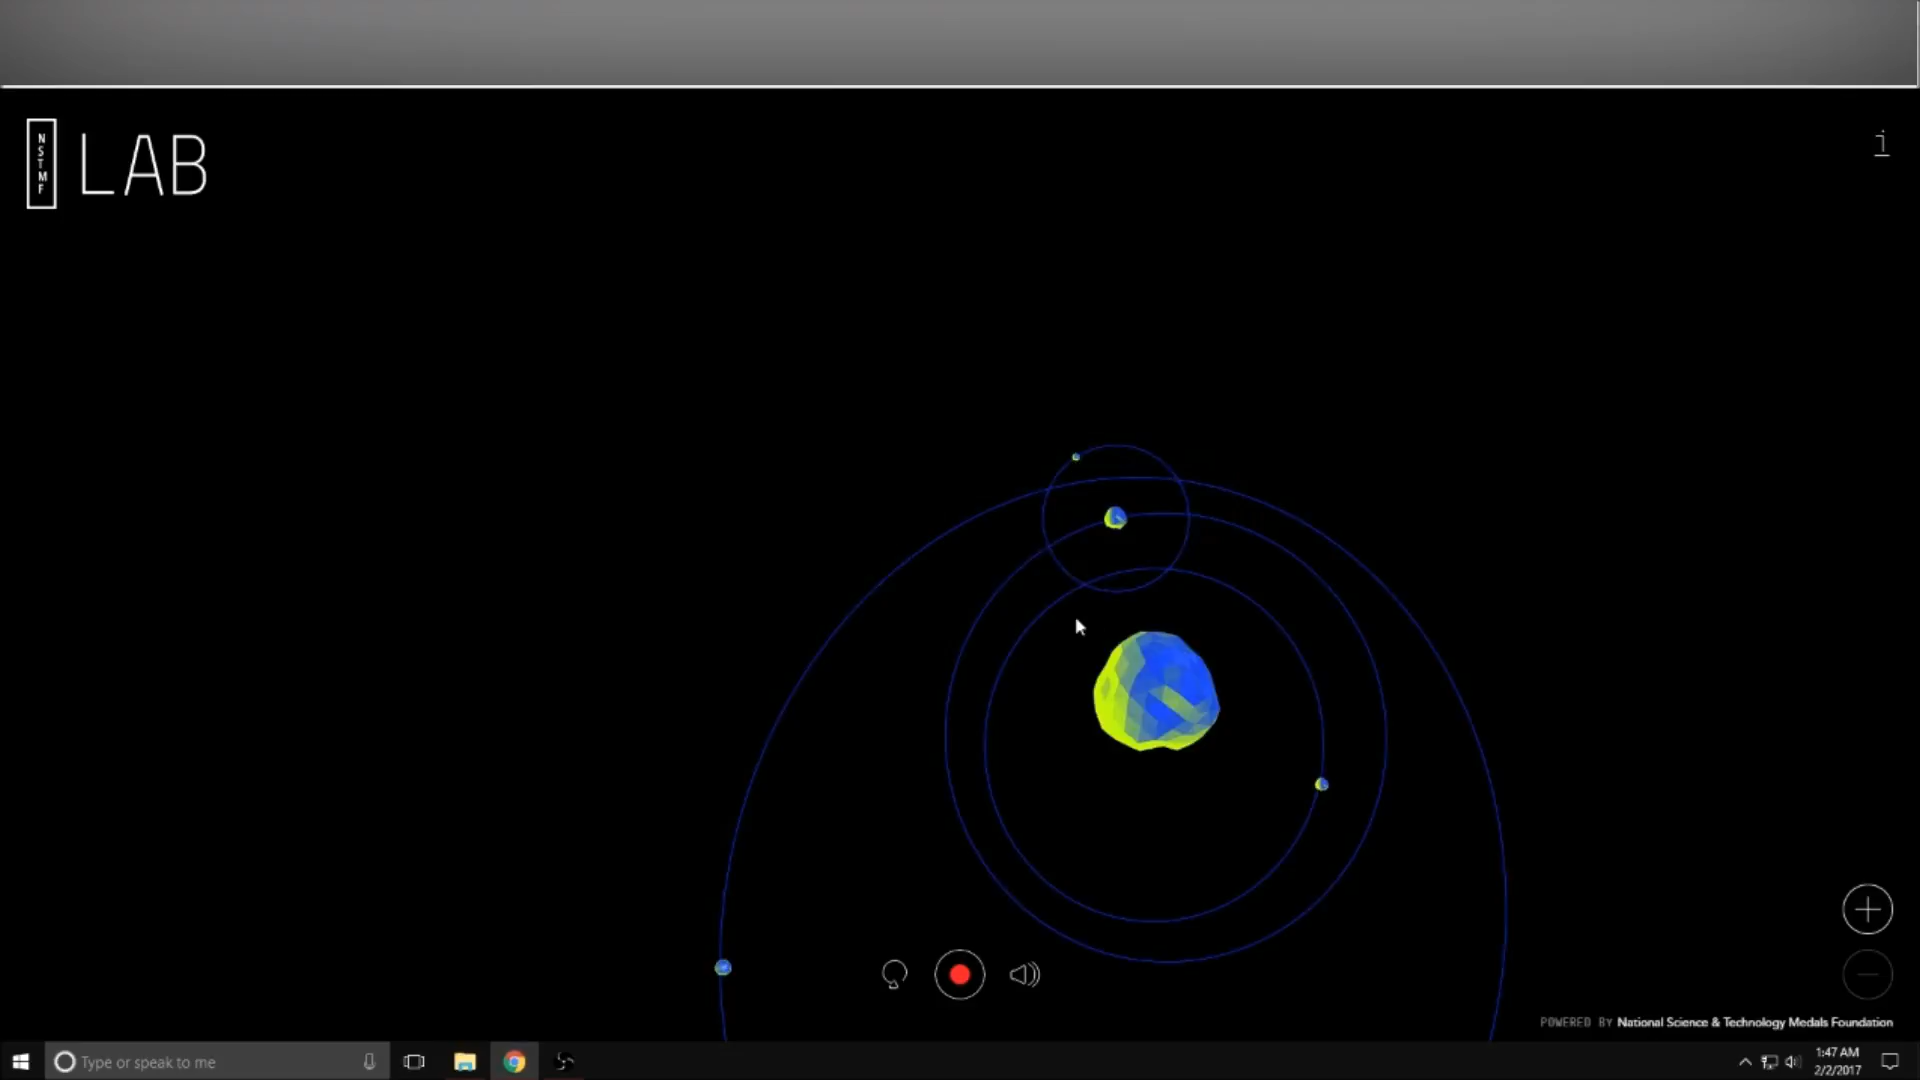 NSTMF
LAB
i
POWERED BY National Science & Technology Medals Foundation
Type or speak to me
1:47 AM
2/2/2017